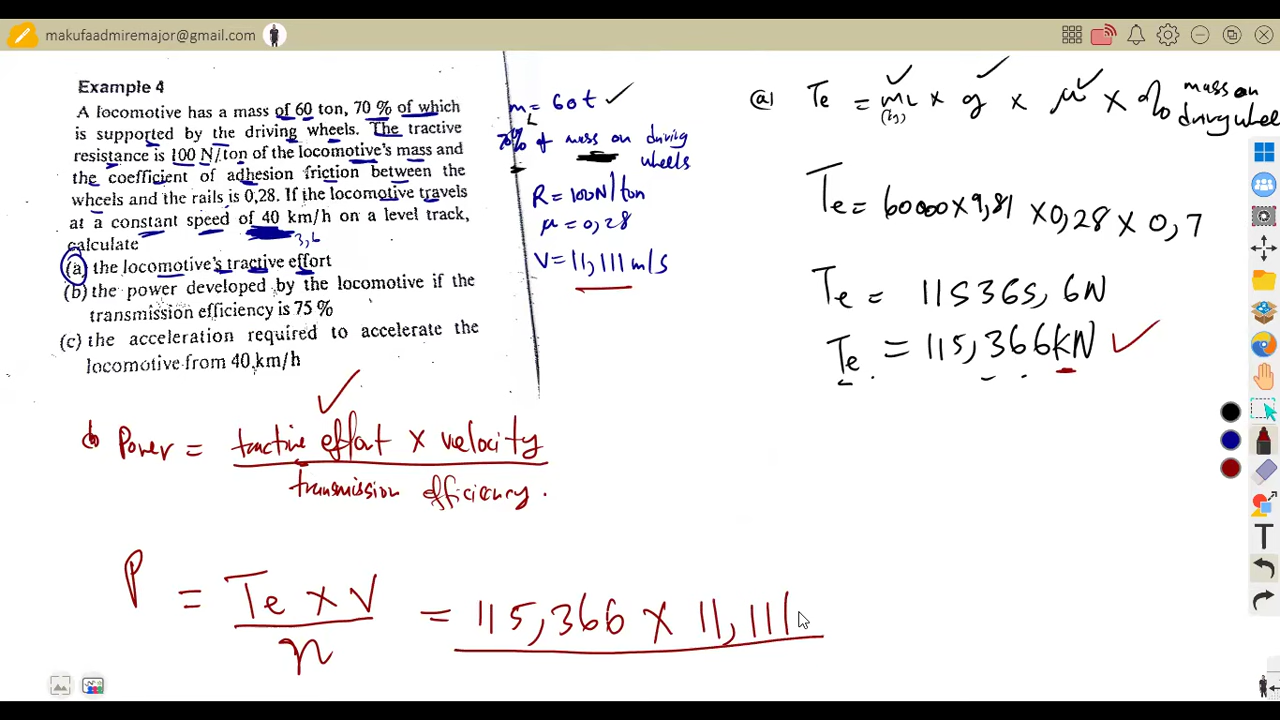 makufaadmiremajor@gmail.com
Example 4
A locomotive has a mass of 60 ton, 70 % of which
is supported by the driving wheels. The tractive
resistance is 100 N/ton of the locomotive's mass and
the coefficient of adhesion friction between the
wheels and the rails is 0,28. If the locomotive travels
at a constant speed of 40 km/h on a level track,
calculate
3,6
(a) the locomotive's tractive effort
(b) the power developed by the locomotive if the
transmission efficiency is 75 %
(c) the acceleration required to accelerate the
locomotive from 40 km/h
m = 60t ✓
L
70% of mass on driving
wheels
R = 100N/ton
μ = 0,28
V = 11,111 m/s
(a) Te = mL × g × μ × % mass on
(kg) driving wheels
Te = 60000 × 9,81 × 0,28 × 0,7
Te = 115365,6N
Te = 115,366kN ✓
b Power = tractive effort × velocity
transmission efficiency.
P = Te × V = 115,366 × 11,111
n
T